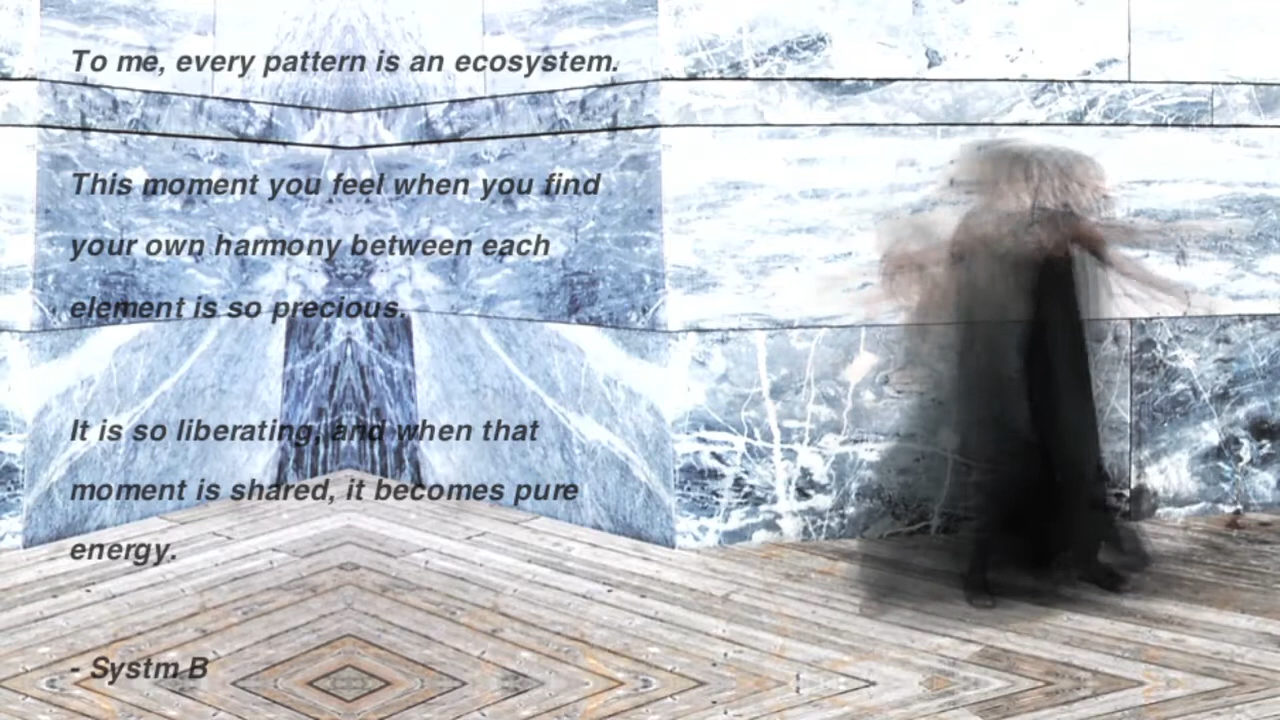 To me, every pattern is an ecosystem.
This moment you feel when you find
your own harmony between each
element is so precious.
It is so liberating, and when that
moment is shared, it becomes pure
energy.
- Systm B